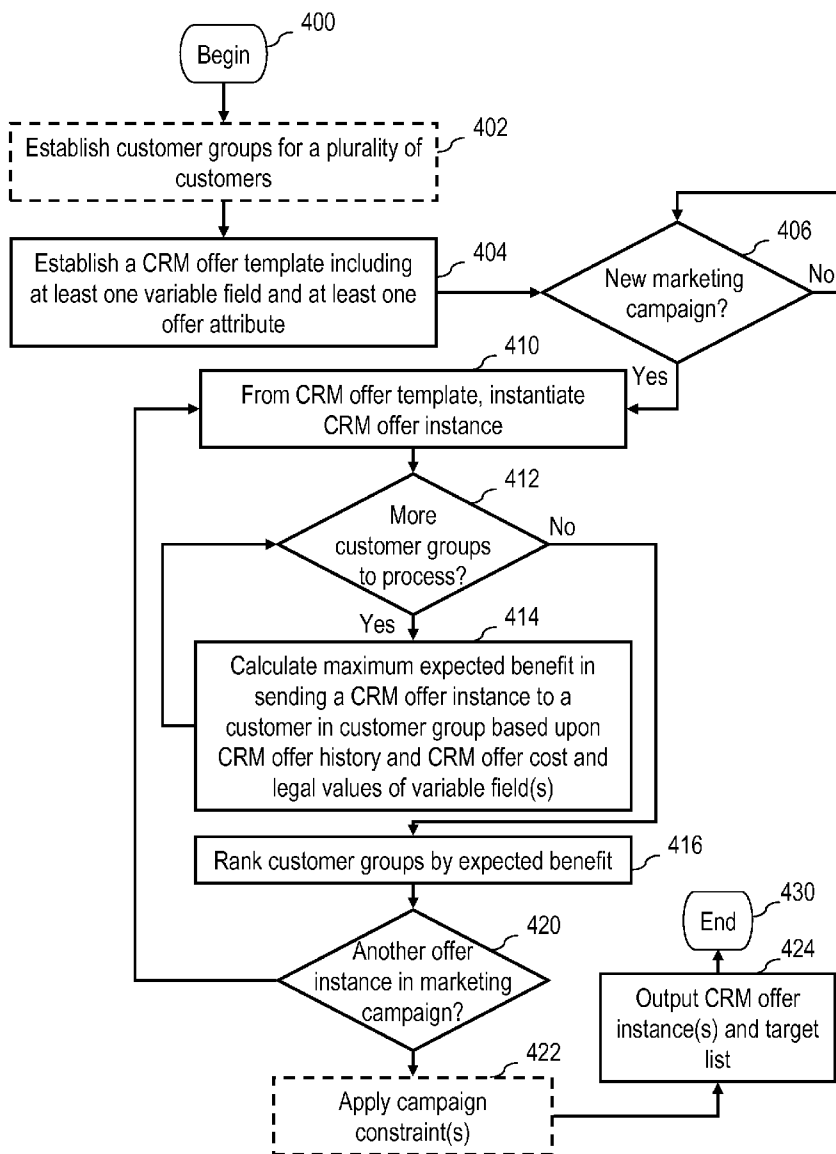 400
Begin
402
Establish customer groups for a plurality of
customers
404
Establish a CRM offer template including
at least one variable field and at least one
offer attribute
406
New marketing
campaign?
No
Yes
410
From CRM offer template, instantiate
CRM offer instance
412
More
customer groups
to process?
No
Yes
414
Calculate maximum expected benefit in
sending a CRM offer instance to a
customer in customer group based upon
CRM offer history and CRM offer cost and
legal values of variable field(s)
Rank customer groups by expected benefit
416
420
Another offer
instance in marketing
campaign?
422
Apply campaign
constraint(s)
424
Output CRM offer
instance(s) and target
list
430
End